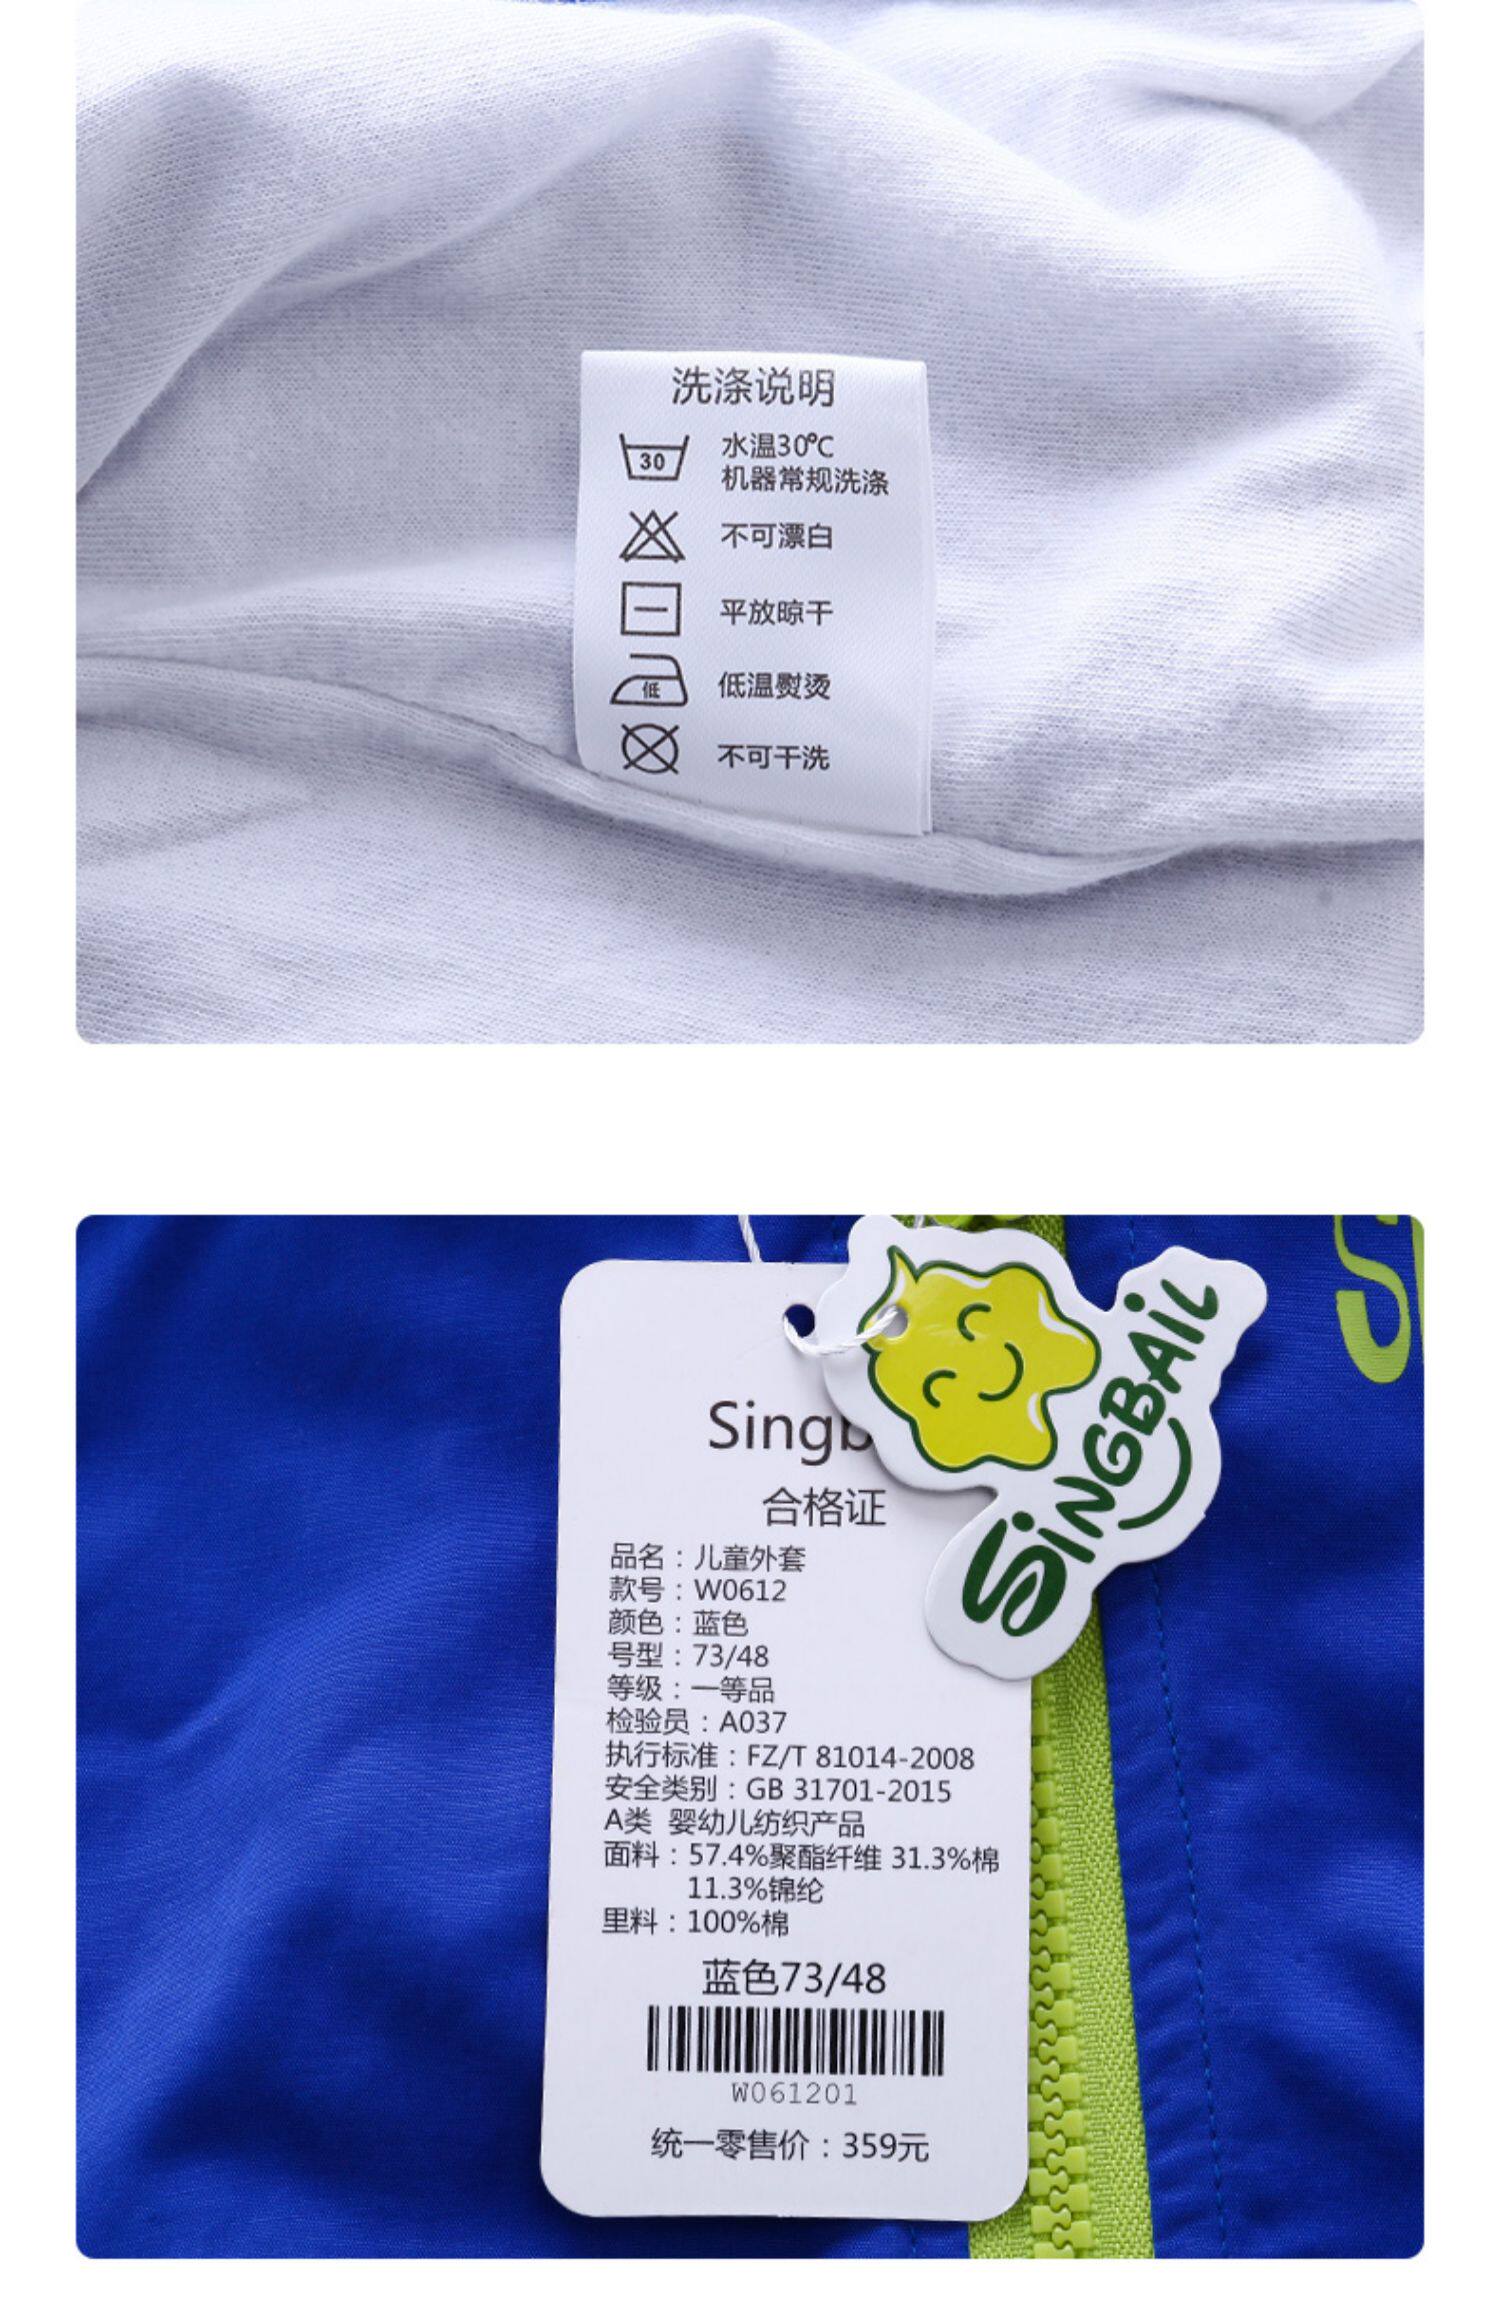 洗涤说明
30
水温30℃
机器常规洗涤
不可漂白
平放晾干
低
低温熨烫
不可干洗
SINGBAIL
合格证
品名：儿童外套
款号：W0612
颜色：蓝色
号型：73/48
等级：一等品
检验员：A037
执行标准：FZ/T 81014-2008
安全类别：GB 31701-2015
A类 婴幼儿纺织产品
面料：57.4%聚酯纤维 31.3%棉
11.3%锦纶
里料：100%棉
蓝色73/48
W061201
统一零售价：359元